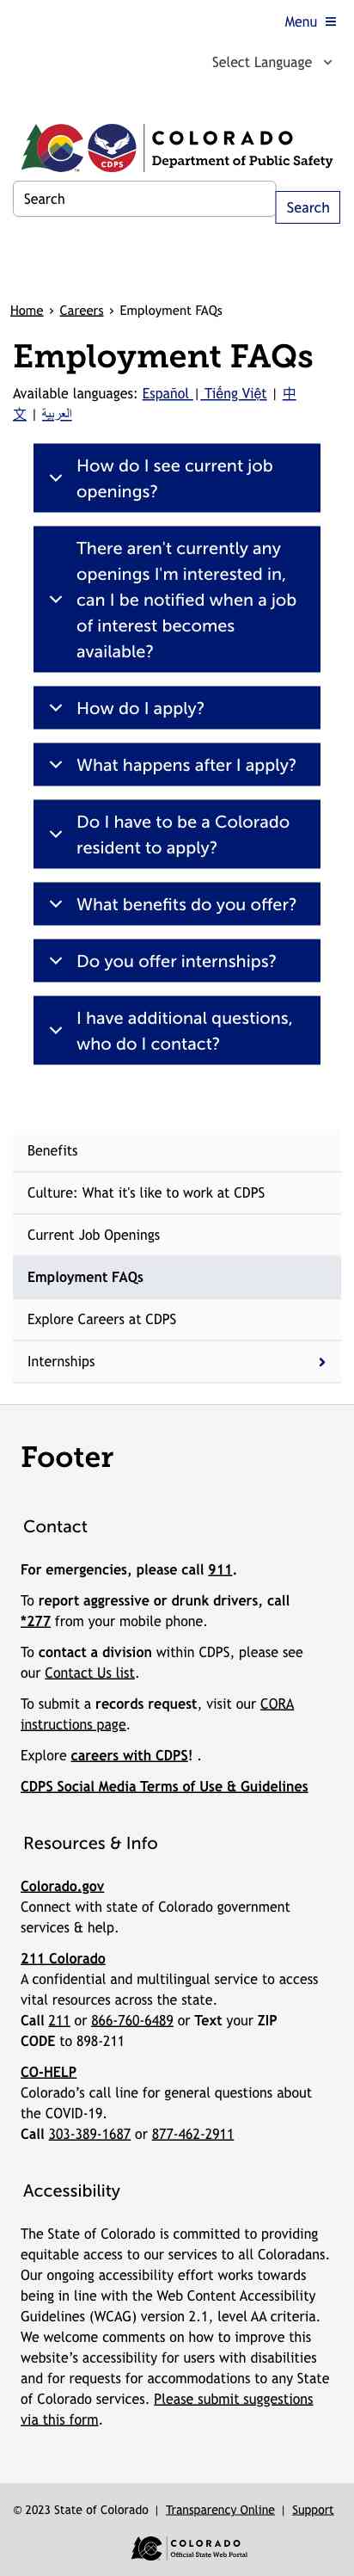 Menu
Select Language
CDPS
COLORADO
Department of Public Safety
Search
Search
Home › Careers › Employment FAQs
Employment FAQs
Available languages: Español | Tiếng Việt | 中
文 | العربية
How do I see current job
openings?
There aren't currently any
openings I'm interested in,
can I be notified when a job
of interest becomes
available?
How do I apply?
What happens after I apply?
Do I have to be a Colorado
resident to apply?
What benefits do you offer?
Do you offer internships?
I have additional questions,
who do I contact?
Benefits
Culture: What it's like to work at CDPS
Current Job Openings
Employment FAQs
Explore Careers at CDPS
Internships
Footer
Contact
For emergencies, please call 911.
To report aggressive or drunk drivers, call
*277 from your mobile phone.
To contact a division within CDPS, please see
our Contact Us list.
To submit a records request, visit our CORA
instructions page.
Explore careers with CDPS! .
CDPS Social Media Terms of Use & Guidelines
Resources & Info
Colorado.gov
Connect with state of Colorado government
services & help.
211 Colorado
A confidential and multilingual service to access
vital resources across the state.
Call 211 or 866-760-6489 or Text your ZIP
CODE to 898-211
CO-HELP
Colorado’s call line for general questions about
the COVID-19.
Call 303-389-1687 or 877-462-2911
Accessibility
The State of Colorado is committed to providing
equitable access to our services to all Coloradans.
Our ongoing accessibility effort works towards
being in line with the Web Content Accessibility
Guidelines (WCAG) version 2.1, level AA criteria.
We welcome comments on how to improve this
website’s accessibility for users with disabilities
and for requests for accommodations to any State
of Colorado services. Please submit suggestions
via this form.
© 2023 State of Colorado | Transparency Online | Support
COLORADO
Official State Web Portal